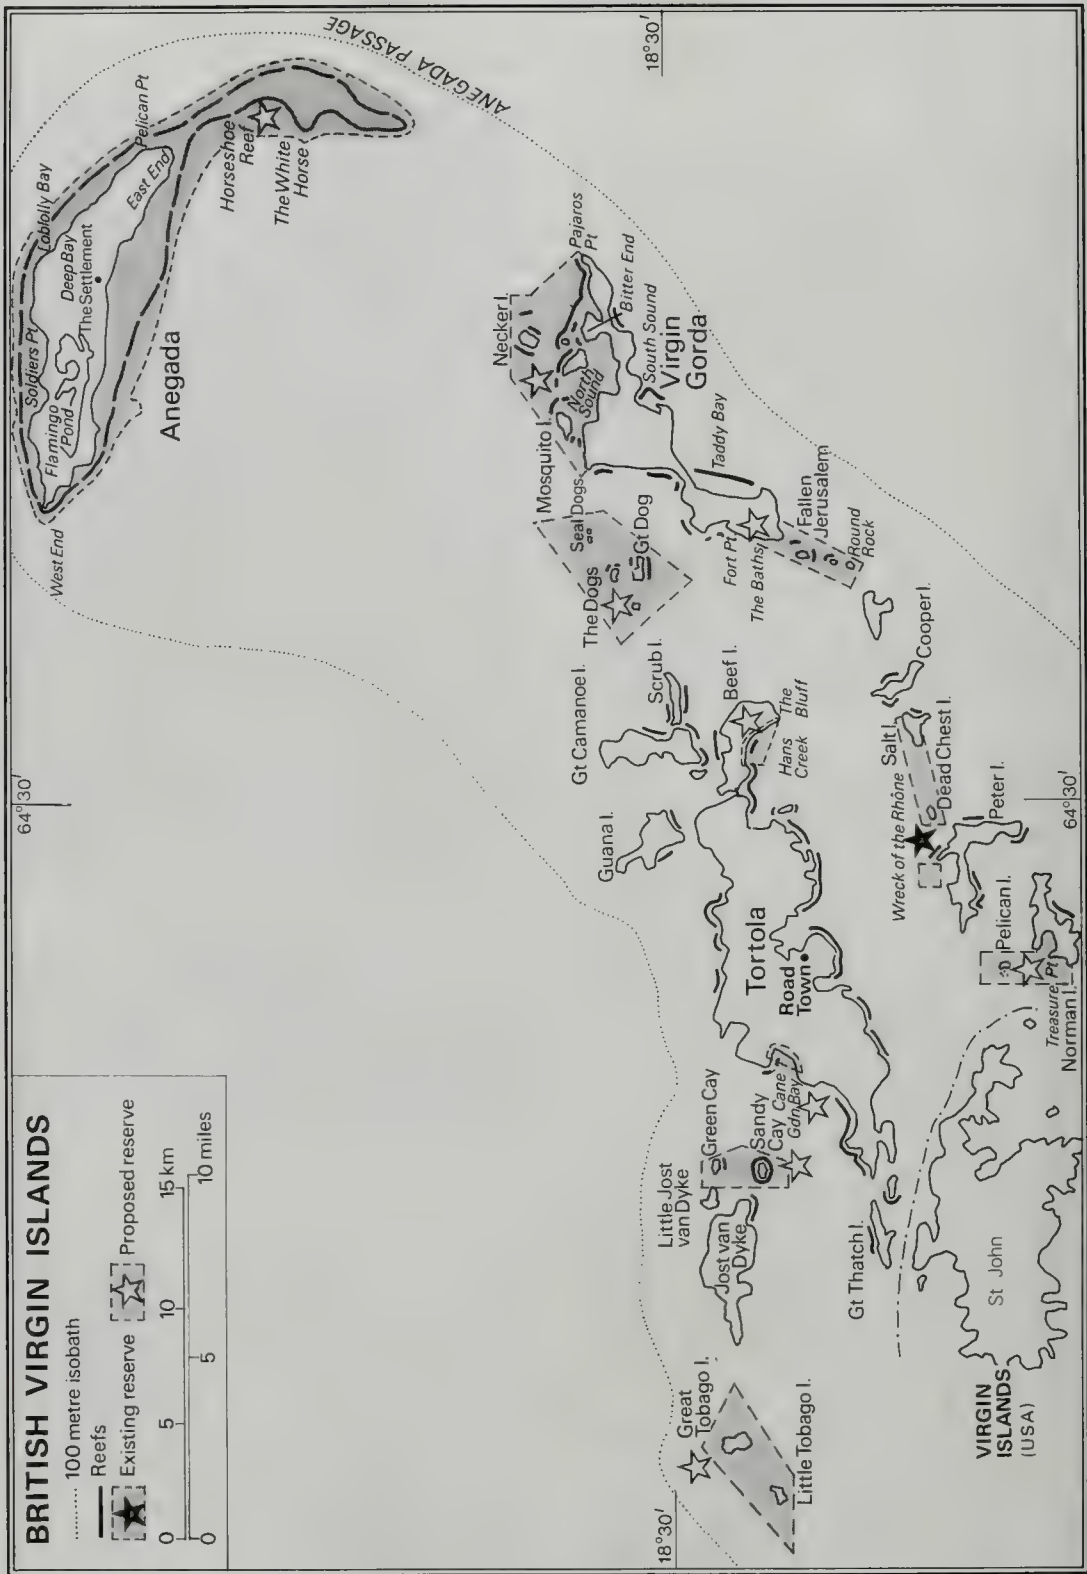 BRITISH VIRGIN ISLANDS
100 metre isobath
Reefs
Existing reserve
Proposed reserve
0 5 10 15 km
0 5 10 miles
64°30'
18°30'
ANEGADA PASSAGE
West End
Flamingo
Pond
Soldiers Pt
Deep Bay
The Settlement
Loblolly Bay
East End
Pelican Pt
Anegada
Horseshoe
Reef
The White
Horse
Necker I.
Pajaros
Pt
Mosquito I.
North
Sound
Bitter End
South Sound
Virgin
Gorda
Taddy Bay
Seal Dogs
The Dogs
Gt Dog
Fort Pt
The Baths
Fallen
Jerusalem
Round
Rock
Gt Camanoe I.
Scrub I.
Guana I.
Beef I.
Hans
Creek
The
Bluff
Cooper I.
Salt I.
Dead Chest I.
Wreck of the Rhône
Peter I.
64°30'
Tortola
Road
Town
Pelican I.
Treasure Pt
Norman I.
Green Cay
Sandy
Cay
Cane
Gdn Bay
Little Jost
van Dyke
Jost van
Dyke
Gt Thatch I.
St John
Great
Tobago I.
Little Tobago I.
VIRGIN
ISLANDS
(USA)
18°30'